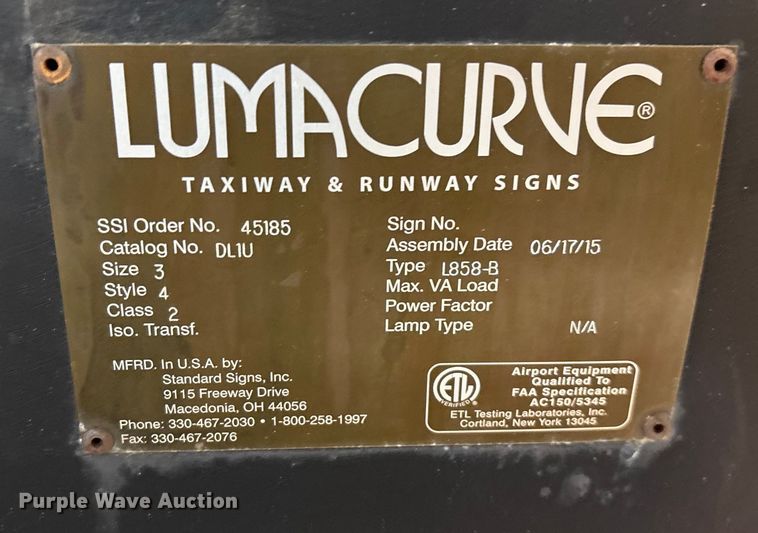 LUMACURVE®
TAXIWAY & RUNWAY SIGNS
SSI Order No. 45185
Catalog No. DL1U
Size 3
Style 4
Class 2
Iso. Transf.
Sign No.
Assembly Date 06/17/15
Type L858-B
Max. VA Load
Power Factor
Lamp Type N/A
MFRD. In U.S.A. by:
Standard Signs, Inc.
9115 Freeway Drive
Macedonia, OH 44056
Phone: 330-467-2030 • 1-800-258-1997
Fax: 330-467-2076
ETL
VERIFIED
Airport Equipment
Qualified To
FAA Specification
AC150/5345
ETL Testing Laboratories, Inc.
Cortland, New York 13045
Purple Wave Auction